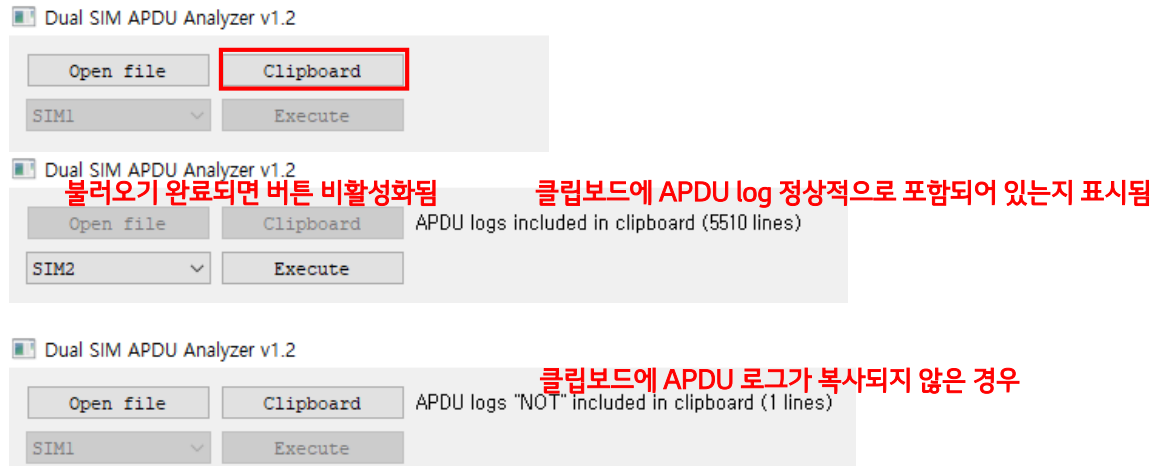 Dual SIM APDU Analyzer v1.2
Open file Clipboard
SIM1 Execute
Dual SIM APDU Analyzer v1.2
불러오기 완료되면 버튼 비활성화됨 클립보드에 APDU log 정상적으로 포함되어 있는지 표시됨
Open file Clipboard APDU logs included in clipboard (5510 lines)
SIM2 Execute
Dual SIM APDU Analyzer v1.2
클립보드에 APDU 로그가 복사되지 않은 경우
Open file Clipboard APDU logs "NOT" included in clipboard (1 lines)
SIM1 Execute